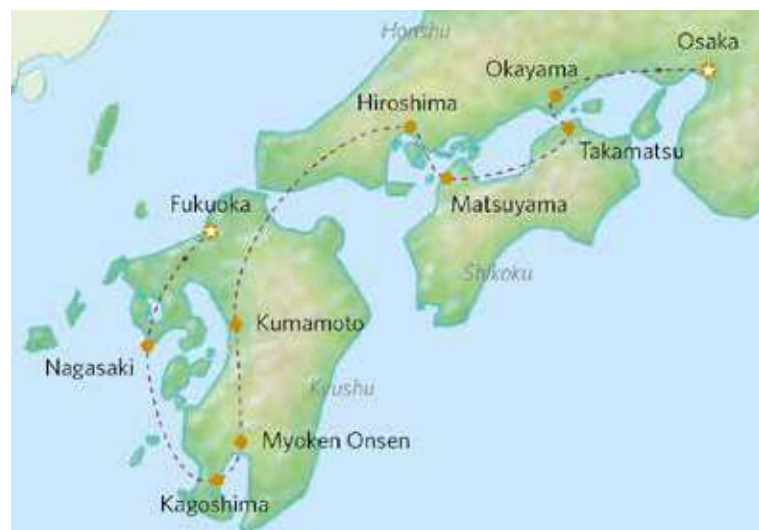 Honshu
Osaka
Okayama
Hiroshima
Takamatsu
Matsuyama
Fukuoka
Shikoku
Kumamoto
Nagasaki
Kyushu
Myoken Onsen
Kagoshima